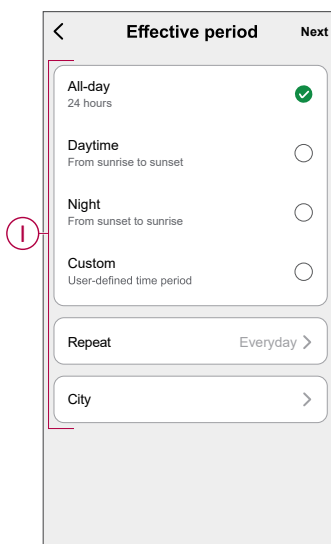 Effective period Next
All-day
24 hours
Daytime
From sunrise to sunset
Night
From sunset to sunrise
I
Custom
User-defined time period
Repeat Everyday
City